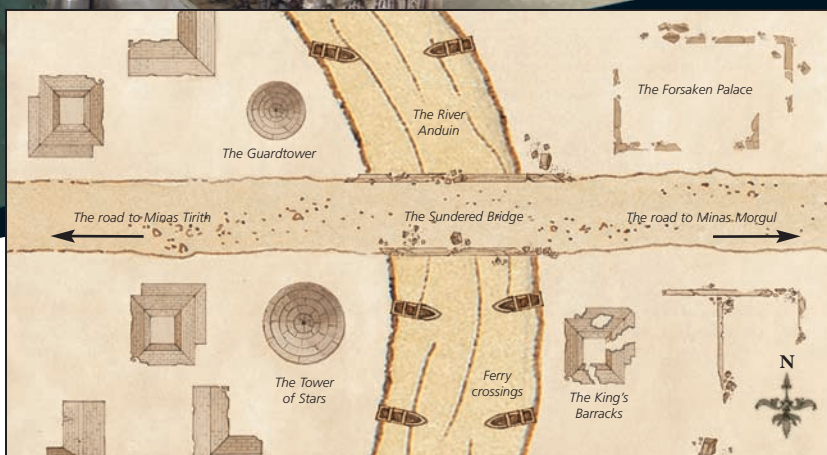 The Forsaken Palace
The River
Anduin
The Guardtower
The road to Minas Tirith
The Sundered Bridge
The road to Minas Morgul
The Tower
of Stars
Ferry
crossings
The King's
Barracks
N